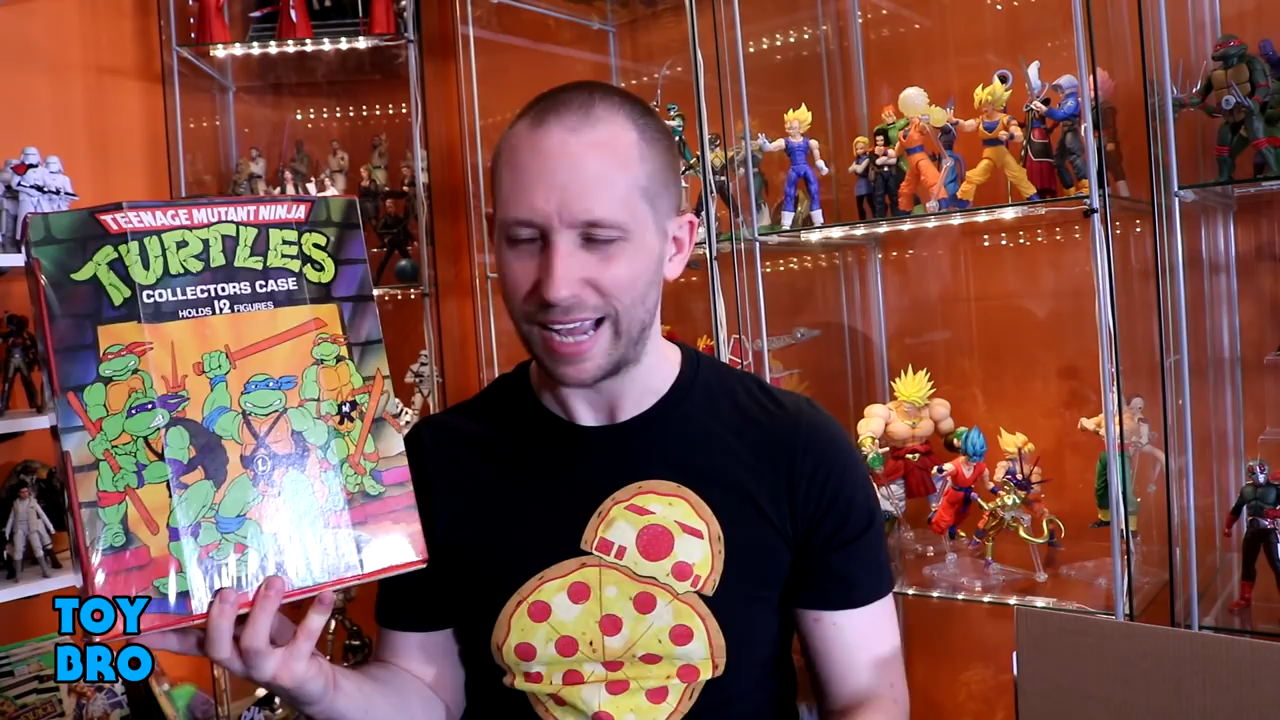 TEENAGE MUTANT NINJA
TURTLES
COLLECTORS CASE
HOLDS 12 FIGURES
L
TOY
BRO